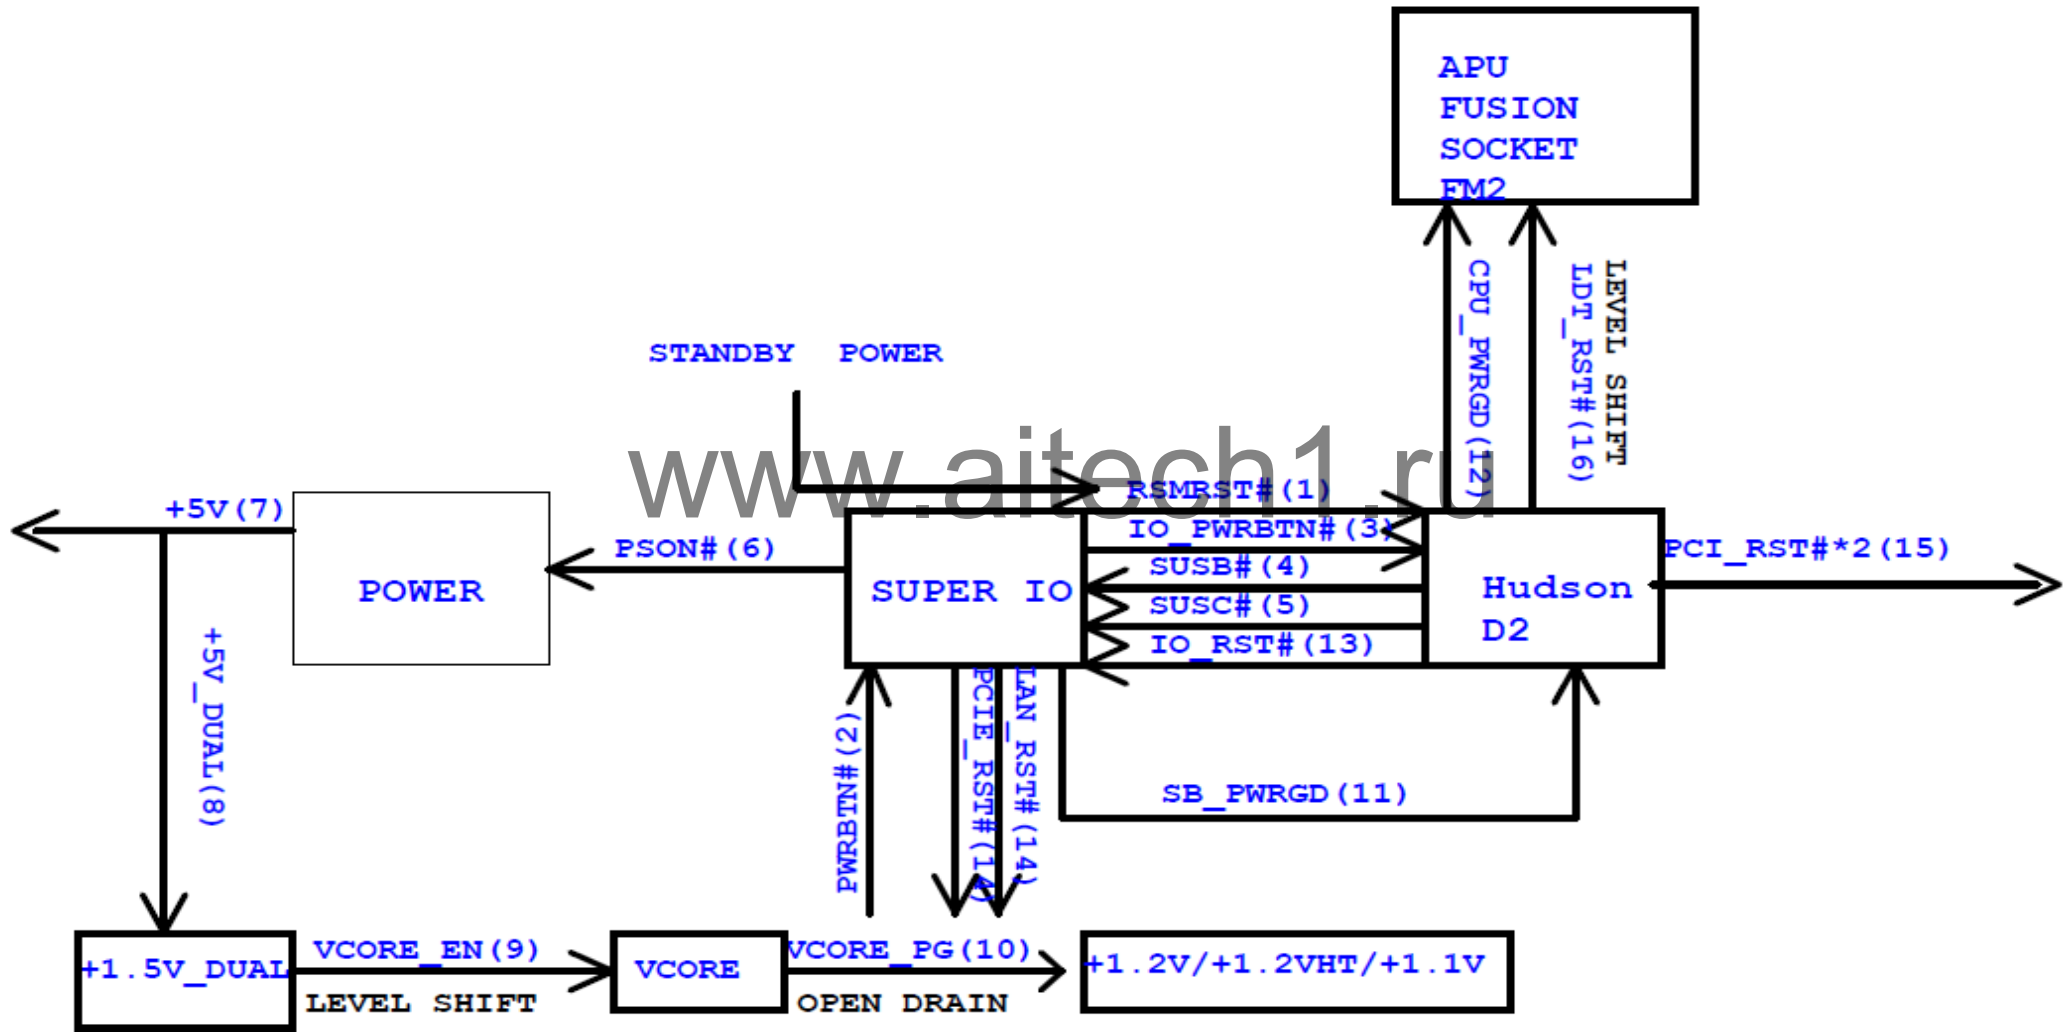 APU
FUSION
SOCKET
FM2
CPU_PWRGD(12)
LDT_RST#(16)
LEVEL SHIFT
STANDBY POWER
www.aitech1.ru
RSMRST#(1)
+5V(7)
IO_PWRBTN#(3)
PSON#(6)
PCI_RST#*2(15)
SUSB#(4)
POWER
SUPER IO
Hudson
D2
SUSC#(5)
IO_RST#(13)
+5V_DUAL(8)
PWRBTN#(2)
PCIE_RST#(14)
LAN_RST#(14)
SB_PWRGD(11)
+1.5V_DUAL
VCORE_EN(9)
LEVEL SHIFT
VCORE
VCORE_PG(10)
OPEN DRAIN
+1.2V/+1.2VHT/+1.1V